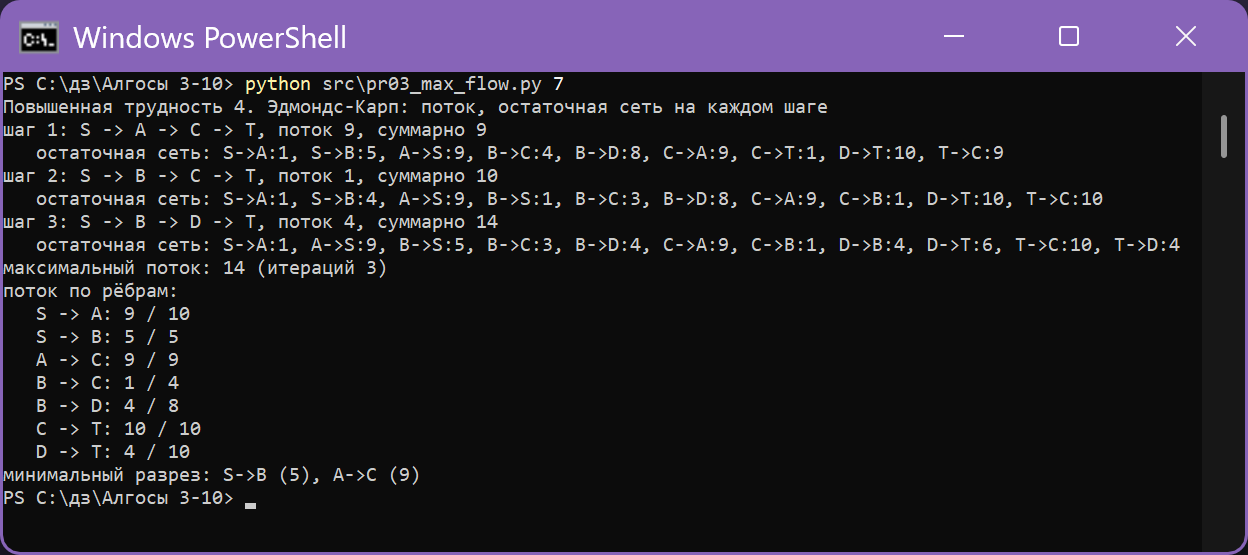 Windows PowerShell
PS C:\дз\Алгосы 3-10> python src\pr03_max_flow.py 7
Повышенная трудность 4. Эдмондс-Карп: поток, остаточная сеть на каждом шаге
шаг 1: S -> A -> C -> T, поток 9, суммарно 9
   остаточная сеть: S->A:1, S->B:5, A->S:9, B->C:4, B->D:8, C->A:9, C->T:1, D->T:10, T->C:9
шаг 2: S -> B -> C -> T, поток 1, суммарно 10
   остаточная сеть: S->A:1, S->B:4, A->S:9, B->S:1, B->C:3, B->D:8, C->A:9, C->B:1, D->T:10, T->C:10
шаг 3: S -> B -> D -> T, поток 4, суммарно 14
   остаточная сеть: S->A:1, A->S:9, B->S:5, B->C:3, B->D:4, C->A:9, C->B:1, D->B:4, D->T:6, T->C:10, T->D:4
максимальный поток: 14 (итераций 3)
поток по рёбрам:
   S -> A: 9 / 10
   S -> B: 5 / 5
   A -> C: 9 / 9
   B -> C: 1 / 4
   B -> D: 4 / 8
   C -> T: 10 / 10
   D -> T: 4 / 10
минимальный разрез: S->B (5), A->C (9)
PS C:\дз\Алгосы 3-10>